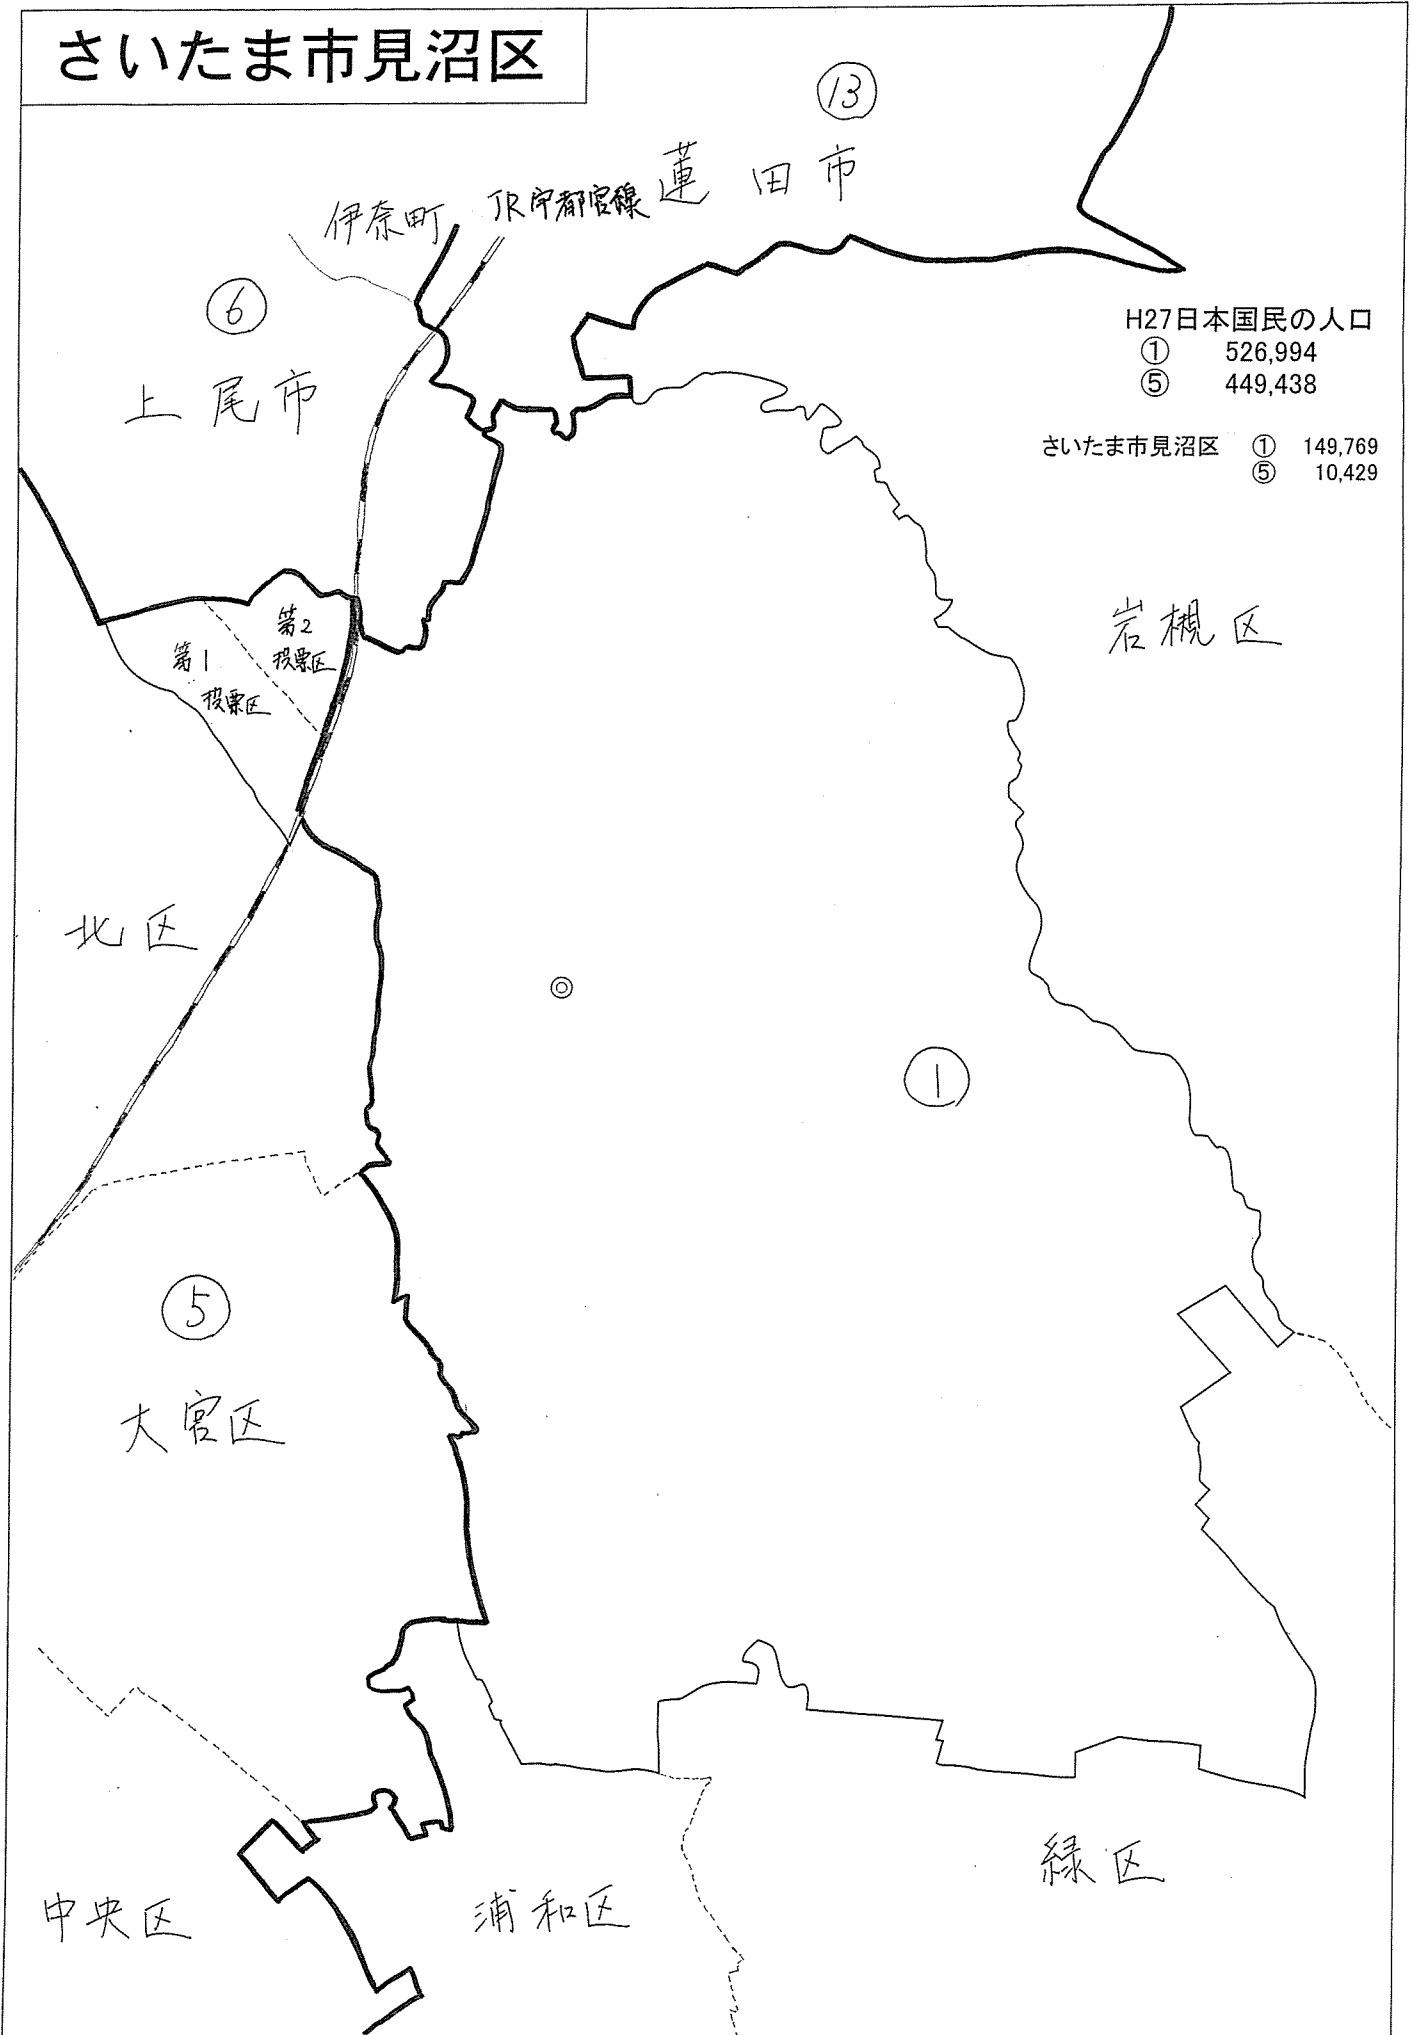 さいたま市見沼区
⑬
蓮田市
JR宇都宮線
伊奈町
⑥
上尾市
H27日本国民の人口
① 526,994
⑤ 449,438
さいたま市見沼区 ① 149,769
⑤ 10,429
第2
投票区
第1
投票区
岩槻区
北区
◎
①
⑤
大宮区
緑区
中央区
浦和区